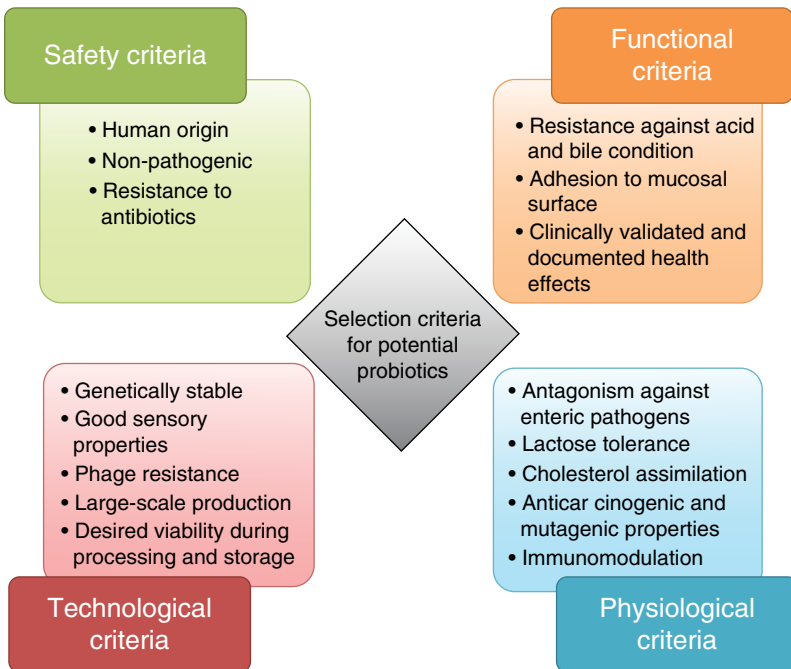 Safety criteria
• Human origin
• Non-pathogenic
• Resistance to
antibiotics
Functional
criteria
• Resistance against acid
and bile condition
• Adhesion to mucosal
surface
• Clinically validated and
documented health
effects
Selection criteria
for potential
probiotics
• Genetically stable
• Good sensory
properties
• Phage resistance
• Large-scale production
• Desired viability during
processing and storage
Technological
criteria
• Antagonism against
enteric pathogens
• Lactose tolerance
• Cholesterol assimilation
• Anticar cinogenic and
mutagenic properties
• Immunomodulation
Physiological
criteria